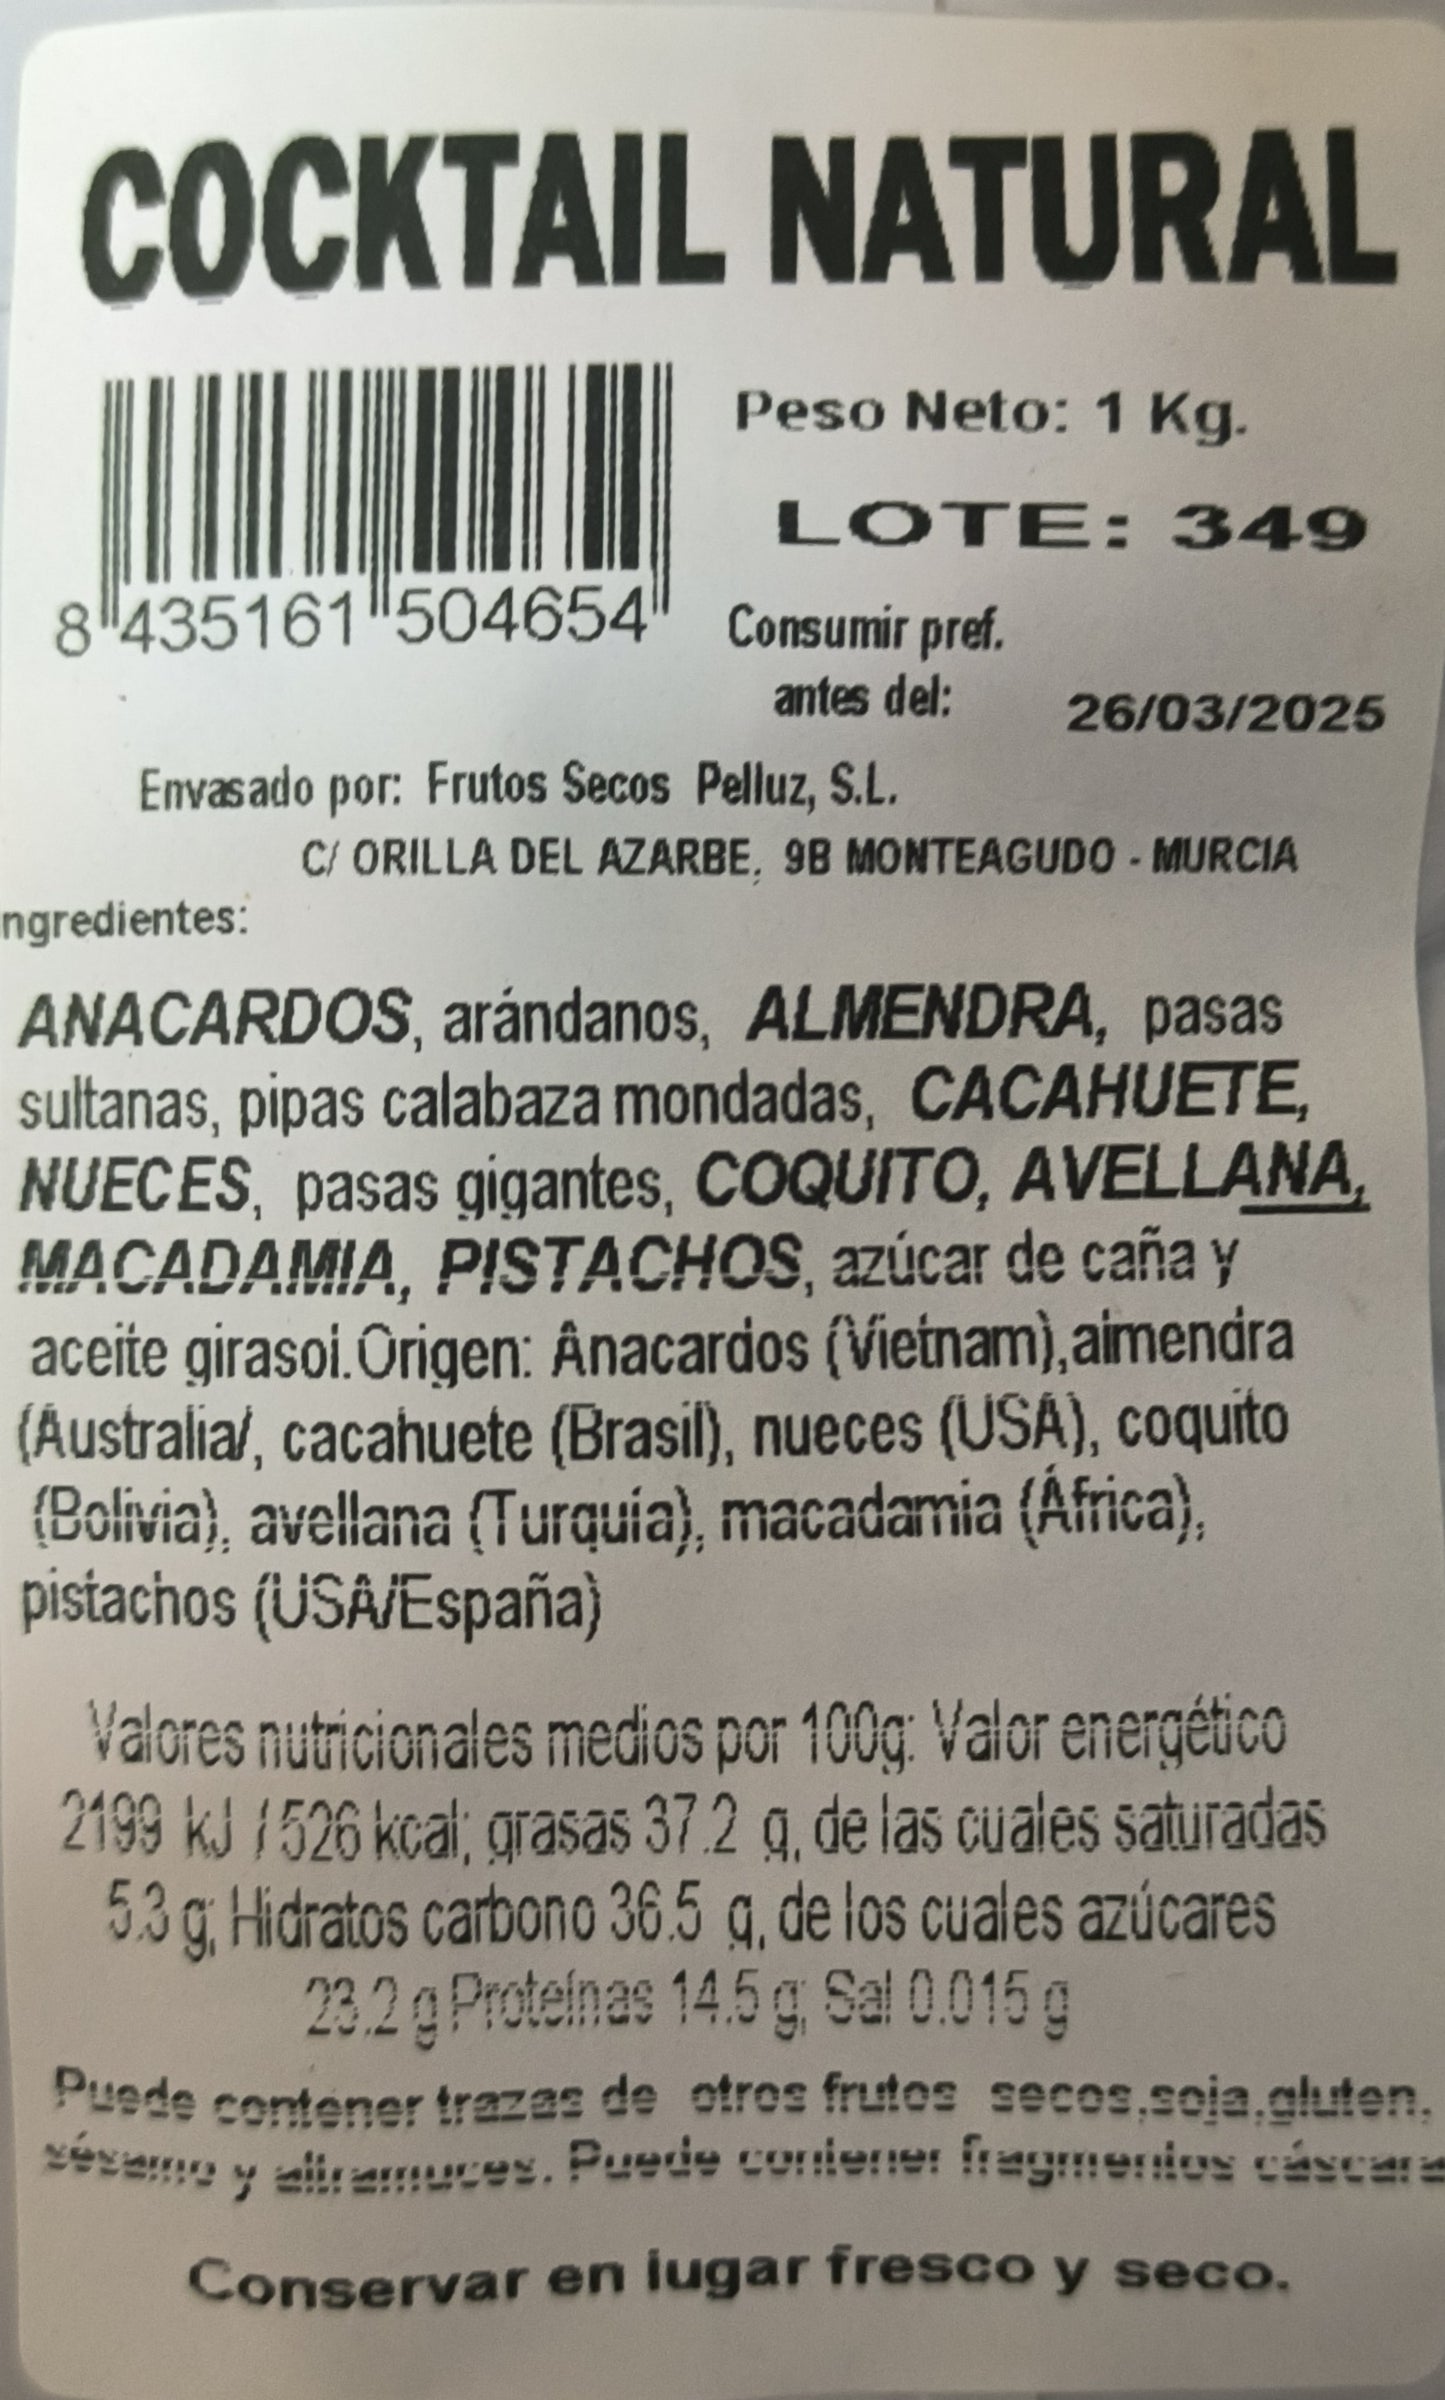 COCKTAIL NATURAL
Peso Neto: 1 Kg.
LOTE: 349
8 435161 504654
Consumir pref.
antes del: 26/03/2025
Envasado por: Frutos Secos Pelluz, S.L.
C/ ORILLA DEL AZARBE, 9B MONTEAGUDO - MURCIA
ngredientes:
ANACARDOS, arándanos, ALMENDRA, pasas
sultanas, pipas calabaza mondadas, CACAHUETE,
NUECES, pasas gigantes, COQUITO, AVELLANA,
MACADAMIA, PISTACHOS, azúcar de caña y
aceite girasol.Origen: Anacardos (Vietnam),almendra
(Australia/, cacahuete (Brasil), nueces (USA), coquito
(Bolivia), avellana (Turquía), macadamia (África),
pistachos (USA/España)
Valores nutricionales medios por 100g: Valor energético
2199 kJ / 526 kcal; grasas 37.2 g, de las cuales saturadas
5.3 g; Hidratos carbono 36.5 g, de los cuales azúcares
23.2 g Proteínas 14.5 g; Sal 0.015 g
Puede contener trazas de otros frutos secos,soja,gluten,
sésamo y altramuces. Puede contener fragmentos cáscara
Conservar en lugar fresco y seco.